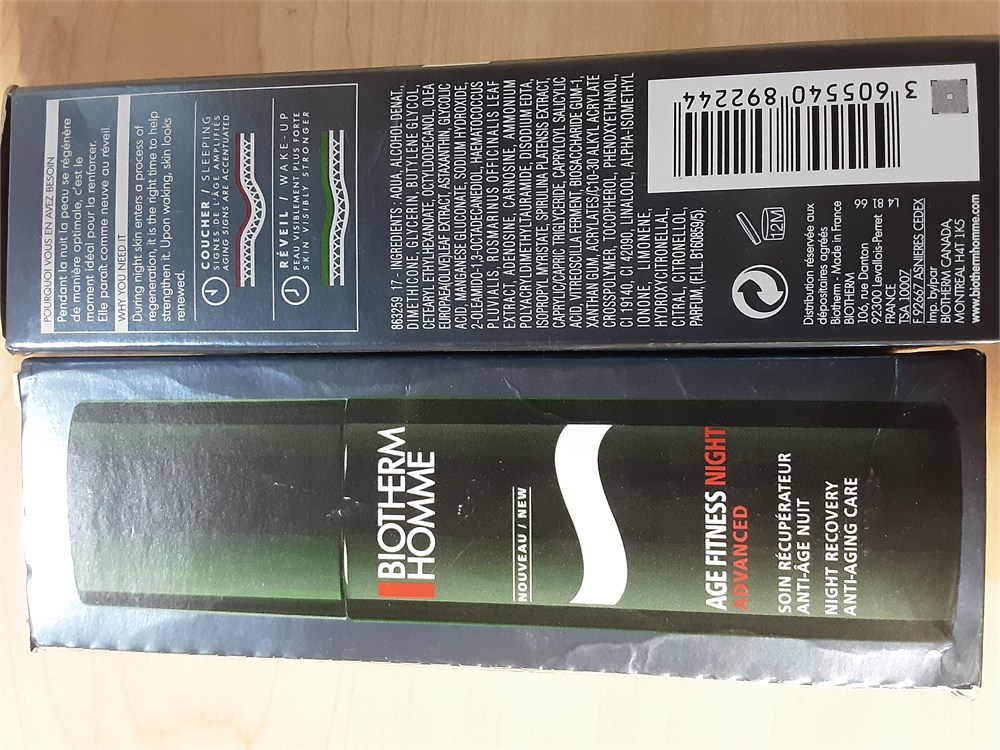 POURQUOI VOUS EN AVEZ BESOIN
Pendant la nuit la peau se régénère
de manière optimale, c'est le
moment idéal pour la renforcer.
Elle paraît comme neuve au réveil.
WHY YOU NEED IT
During night skin enters a process of
regeneration, it is the right time to help
strengthen it. Upon waking, skin looks
renewed.
COUCHER / SLEEPING
SIGNES DE L'ÂGE AMPLIFIÉS
AGING SIGNS ARE ACCENTUATED
RÉVEIL / WAKE-UP
PEAU VISIBLEMENT PLUS FORTE
SKIN VISIBLY STRONGER
863259 17 - INGREDIENTS : AQUA, ALCOHOL DENAT.,
DIMETHICONE, GLYCERIN, BUTYLENE GLYCOL,
CETEARYL ETHYLHEXANOATE, OCTYLDODECANOL, OLEA
EUROPAEA/OLIVE LEAF EXTRACT, ASTAXANTHIN, GLYCOLIC
ACID, MANGANESE GLUCONATE, SODIUM HYDROXIDE,
2-OLEAMIDO-1,3-OCTADECANEDIOL, HAEMATOCOCCUS
PLUVIALIS, ROSMARINUS OFFICINALIS LEAF
EXTRACT, ADENOSINE, CARNOSINE, AMMONIUM
POLYACRYLDIMETHYLTAURAMIDE, DISODIUM EDTA,
ISOPROPYL MYRISTATE, SPIRULINA PLATENSIS EXTRACT,
CAPRYLIC/CAPRIC TRIGLYCERIDE, CAPRYLOYL SALICYLIC
ACID, VITREOSCILLA FERMENT, BIOSACCHARIDE GUM-1,
XANTHAN GUM, ACRYLATES/C10-30 ALKYL ACRYLATE
CROSSPOLYMER, TOCOPHEROL, PHENOXYETHANOL,
CI 19140, CI 42090, LINALOOL, ALPHA-ISOMETHYL
IONONE, LIMONENE,
HYDROXYCITRONELLAL,
CITRAL, CITRONELLOL,
PARFUM (F.I.L. B160859/5).
3 605540 892244
12M
Distribution réservée aux
dépositaires agréés
Biotherm - Made in France
BIOTHERM
106, rue Danton
92300 Levallois-Perret L4 81 66
FRANCE
TSA 10007
F 92667 ASNIERES CEDEX
Imp. by/par
BIOTHERM CANADA,
MONTREAL H4T 1K5
www.biothermhomme.com
BIOTHERM
HOMME
NOUVEAU / NEW
AGE FITNESS NIGHT
ADVANCED
SOIN RÉCUPÉRATEUR
ANTI-ÂGE NUIT
NIGHT RECOVERY
ANTI-AGING CARE